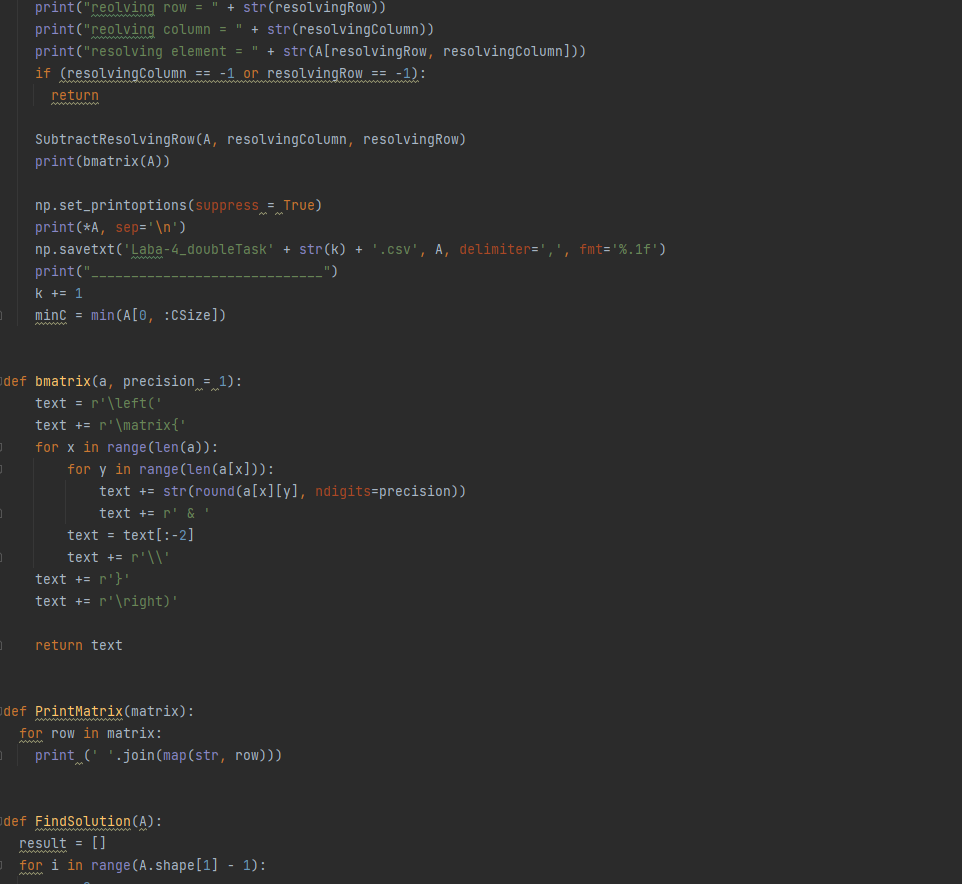 print("reolving row = " + str(resolvingRow))
print("reolving column = " + str(resolvingColumn))
print("resolving element = " + str(A[resolvingRow, resolvingColumn]))
if (resolvingColumn == -1 or resolvingRow == -1):
return
SubtractResolvingRow(A, resolvingColumn, resolvingRow)
print(bmatrix(A))
np.set_printoptions(suppress = True)
print(*A, sep='\n')
np.savetxt('Laba-4_doubleTask' + str(k) + '.csv', A, delimiter=',', fmt='%.1f')
print("_____________________________")
k += 1
minC = min(A[0, :CSize])
def bmatrix(a, precision = 1):
text = r'\left('
text += r'\matrix{'
for x in range(len(a)):
for y in range(len(a[x])):
text += str(round(a[x][y], ndigits=precision))
text += r' & '
text = text[:-2]
text += r'\\'
text += r'}'
text += r'\right)'
return text
def PrintMatrix(matrix):
for row in matrix:
print (' '.join(map(str, row)))
def FindSolution(A):
result = []
for i in range(A.shape[1] - 1):